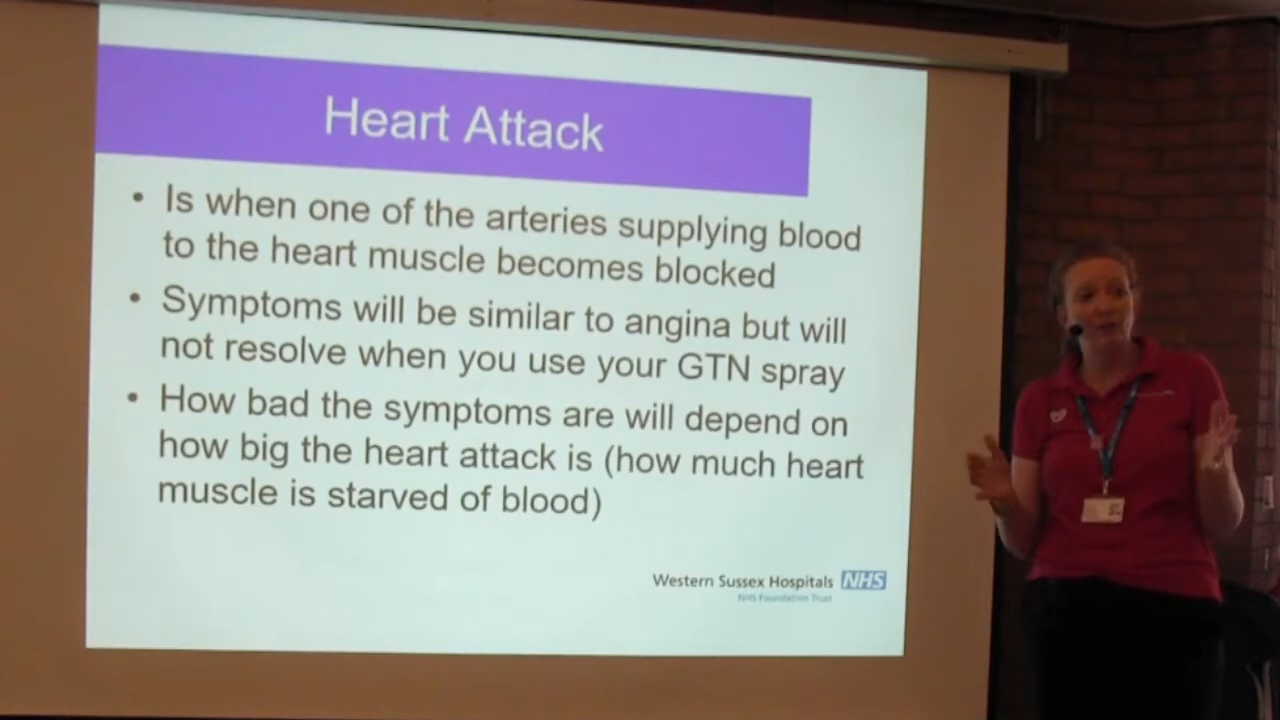 Heart Attack
• Is when one of the arteries supplying blood
to the heart muscle becomes blocked
• Symptoms will be similar to angina but will
not resolve when you use your GTN spray
• How bad the symptoms are will depend on
how big the heart attack is (how much heart
muscle is starved of blood)
Western Sussex Hospitals NHS
NHS Foundation Trust